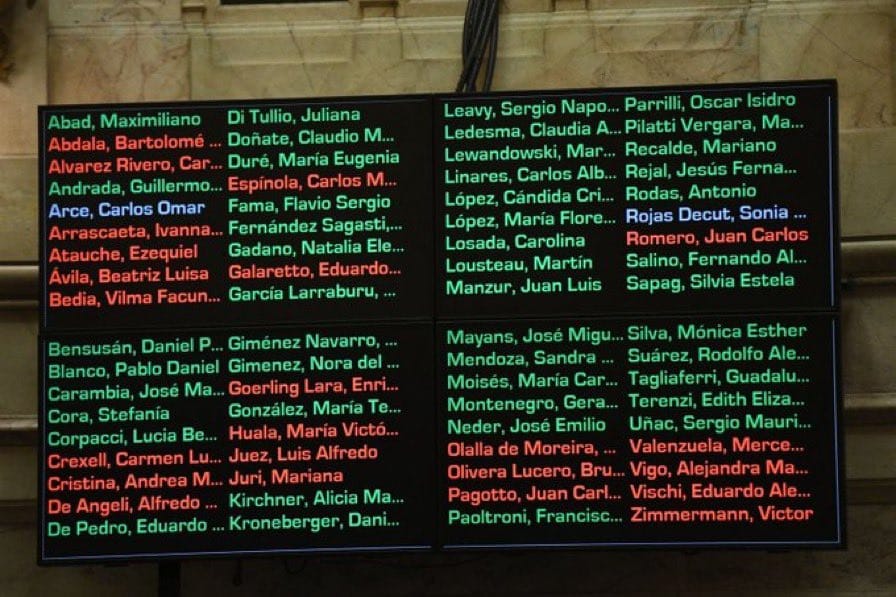 Abad, Maximiliano
Abdala, Bartolomé ...
Alvarez Rivero, Car...
Andrada, Guillermo...
Arce, Carlos Omar
Arrascaeta, Ivanna...
Atauche, Ezequiel
Ávila, Beatriz Luisa
Bedia, Vilma Facun...
Di Tullio, Juliana
Doñate, Claudio M...
Duré, María Eugenia
Espínola, Carlos M...
Fama, Flavio Sergio
Fernández Sagasti,...
Gadano, Natalia Ele...
Galaretto, Eduardo...
García Larraburu, ...
Leavy, Sergio Napo...
Ledesma, Claudia A...
Lewandowski, Mar...
Linares, Carlos Alb...
López, Cándida Cri...
López, María Flore...
Losada, Carolina
Lousteau, Martín
Manzur, Juan Luis
Parrilli, Oscar Isidro
Pilatti Vergara, Ma...
Recalde, Mariano
Rejal, Jesús Ferna...
Rodas, Antonio
Rojas Decut, Sonia ...
Romero, Juan Carlos
Salino, Fernando Al...
Sapag, Silvia Estela
Bensusán, Daniel P...
Blanco, Pablo Daniel
Carambia, José Ma...
Cora, Stefanía
Corpacci, Lucia Be...
Crexell, Carmen Lu...
Cristina, Andrea M...
De Angeli, Alfredo ...
De Pedro, Eduardo ...
Giménez Navarro, ...
Gimenez, Nora del ...
Goerling Lara, Enri...
González, María Te...
Huala, María Victó...
Juez, Luis Alfredo
Juri, Mariana
Kirchner, Alicia Ma...
Kroneberger, Dani...
Mayans, José Migu...
Mendoza, Sandra ...
Moisés, María Car...
Montenegro, Gera...
Neder, José Emilio
Olalla de Moreira, ...
Olivera Lucero, Bru...
Pagotto, Juan Carl...
Paoltroni, Francisc...
Silva, Mónica Esther
Suárez, Rodolfo Ale...
Tagliaferri, Guadalu...
Terenzi, Edith Eliza...
Uñac, Sergio Mauri...
Valenzuela, Merce...
Vigo, Alejandra Ma...
Vischi, Eduardo Ale...
Zimmermann, Victor